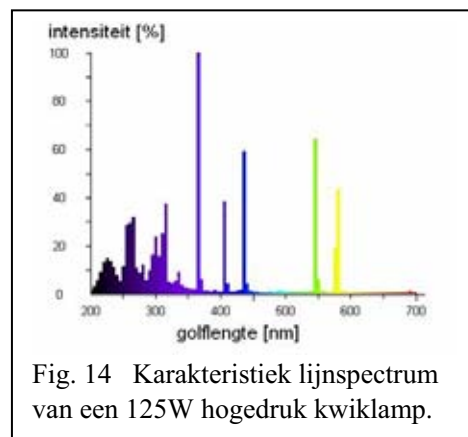 intensiteit [%]
100
80
60
40
20
0
200 300 400 500 600 700
golflengte [nm]
Fig. 14 Karakteristiek lijnspectrum
van een 125W hogedruk kwiklamp.